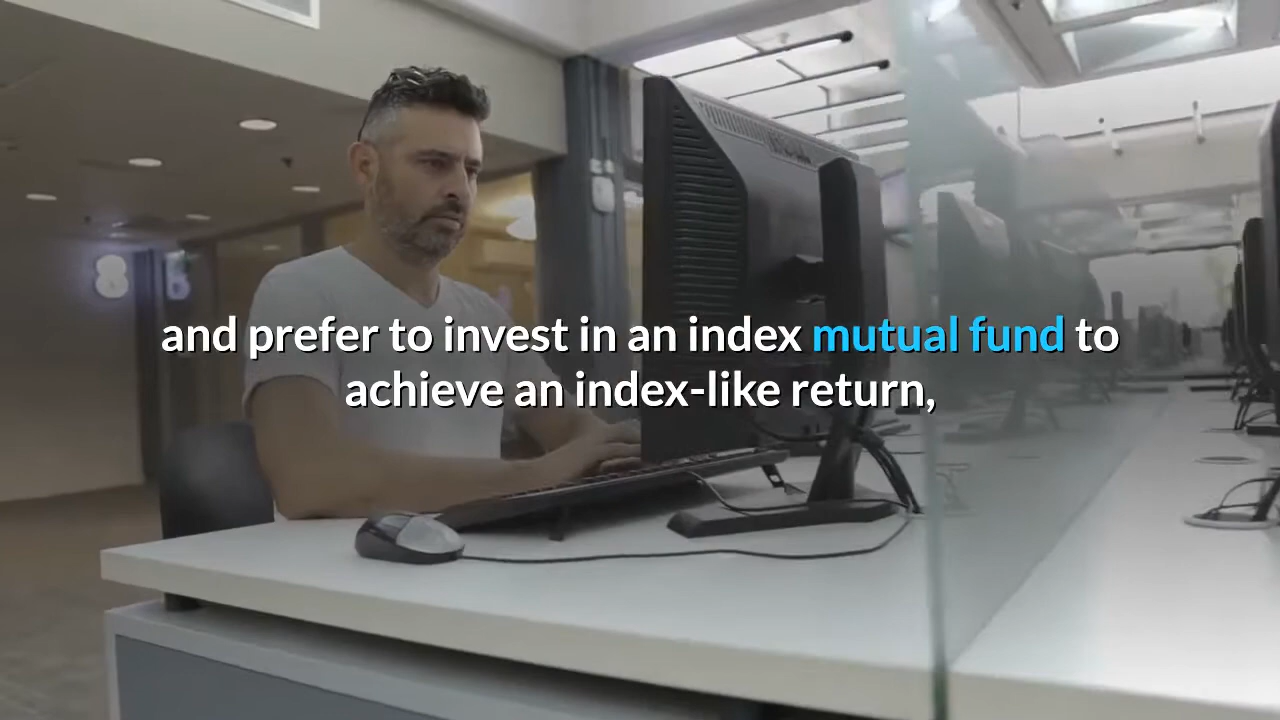 and prefer to invest in an index mutual fund to
achieve an index-like return,